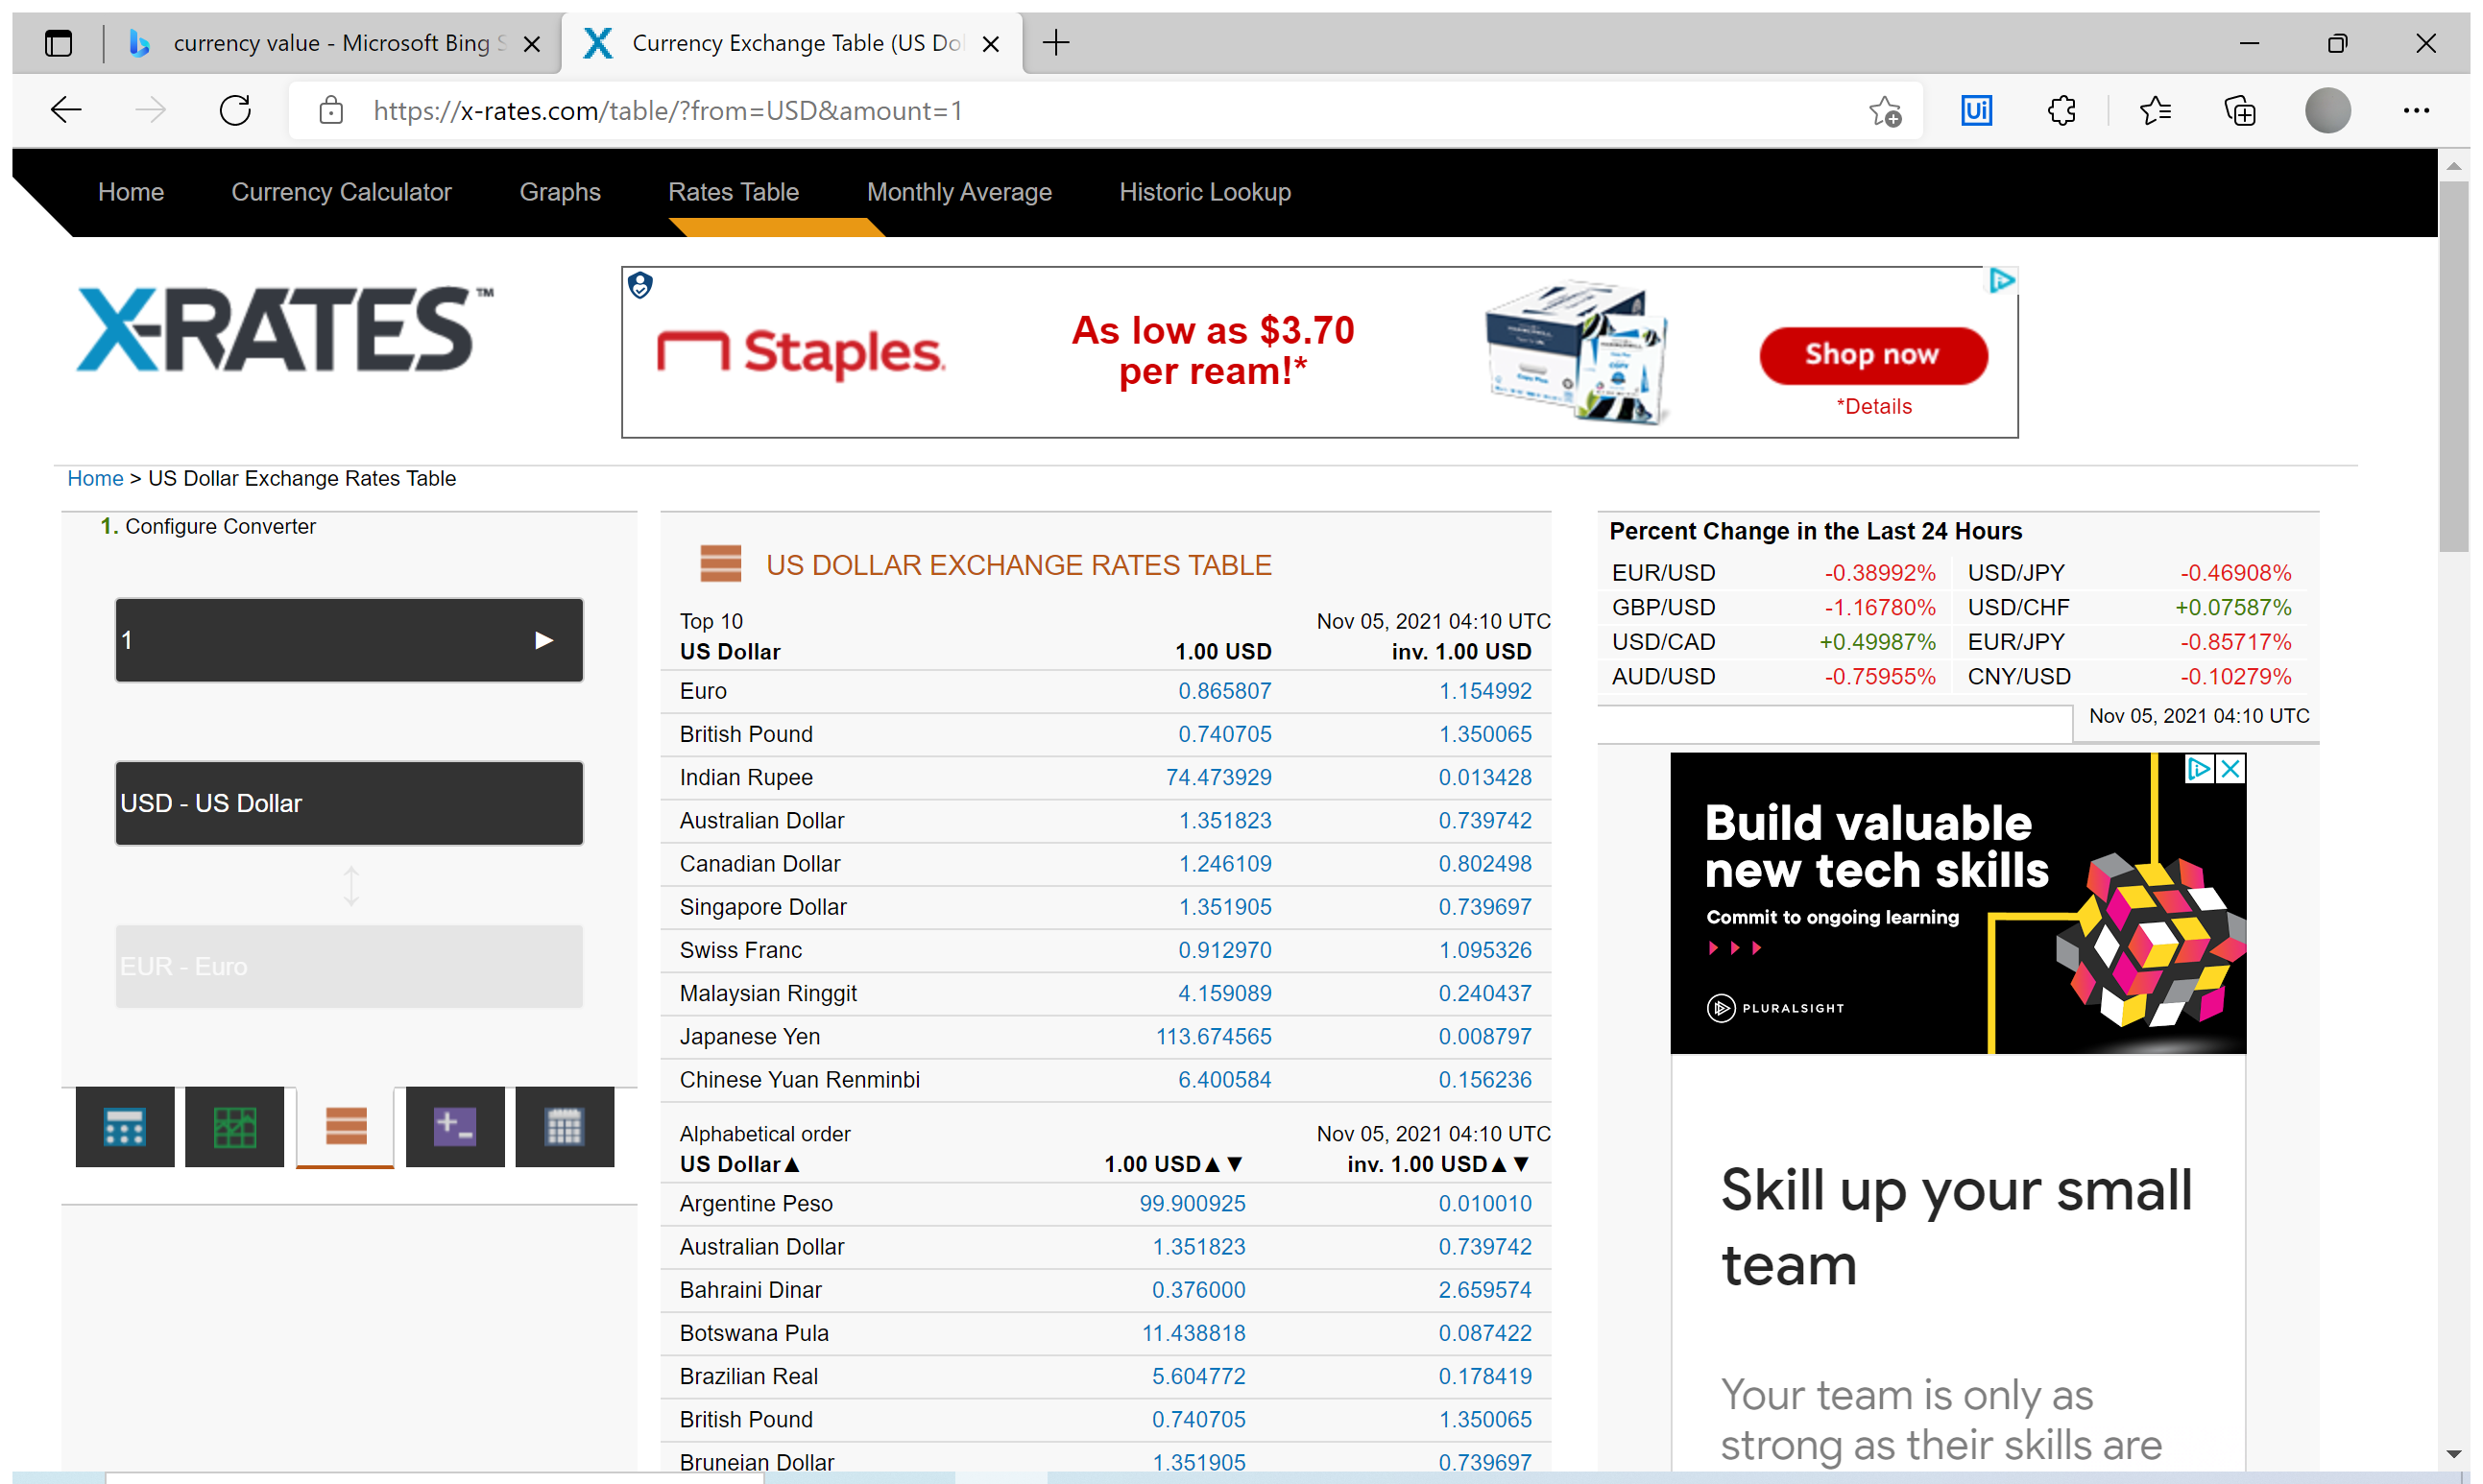 currency value - Microsoft Bing S
Currency Exchange Table (US Dol
https://x-rates.com/table/?from=USD&amount=1
Ui
Home Currency Calculator Graphs Rates Table Monthly Average Historic Lookup
X-RATES™
Staples.
As low as $3.70
per ream!*
COPY
Shop now
*Details
Home > US Dollar Exchange Rates Table
1. Configure Converter
1
USD - US Dollar
EUR - Euro
US DOLLAR EXCHANGE RATES TABLE
Top 10 Nov 05, 2021 04:10 UTC
US Dollar 1.00 USD inv. 1.00 USD
Euro 0.865807 1.154992
British Pound 0.740705 1.350065
Indian Rupee 74.473929 0.013428
Australian Dollar 1.351823 0.739742
Canadian Dollar 1.246109 0.802498
Singapore Dollar 1.351905 0.739697
Swiss Franc 0.912970 1.095326
Malaysian Ringgit 4.159089 0.240437
Japanese Yen 113.674565 0.008797
Chinese Yuan Renminbi 6.400584 0.156236
Alphabetical order Nov 05, 2021 04:10 UTC
US Dollar▲ 1.00 USD▲▼ inv. 1.00 USD▲▼
Argentine Peso 99.900925 0.010010
Australian Dollar 1.351823 0.739742
Bahraini Dinar 0.376000 2.659574
Botswana Pula 11.438818 0.087422
Brazilian Real 5.604772 0.178419
British Pound 0.740705 1.350065
Bruneian Dollar 1.351905 0.739697
Percent Change in the Last 24 Hours
EUR/USD -0.38992% USD/JPY -0.46908%
GBP/USD -1.16780% USD/CHF +0.07587%
USD/CAD +0.49987% EUR/JPY -0.85717%
AUD/USD -0.75955% CNY/USD -0.10279%
Nov 05, 2021 04:10 UTC
Build valuable
new tech skills
Commit to ongoing learning
PLURALSIGHT
Skill up your small
team
Your team is only as
strong as their skills are